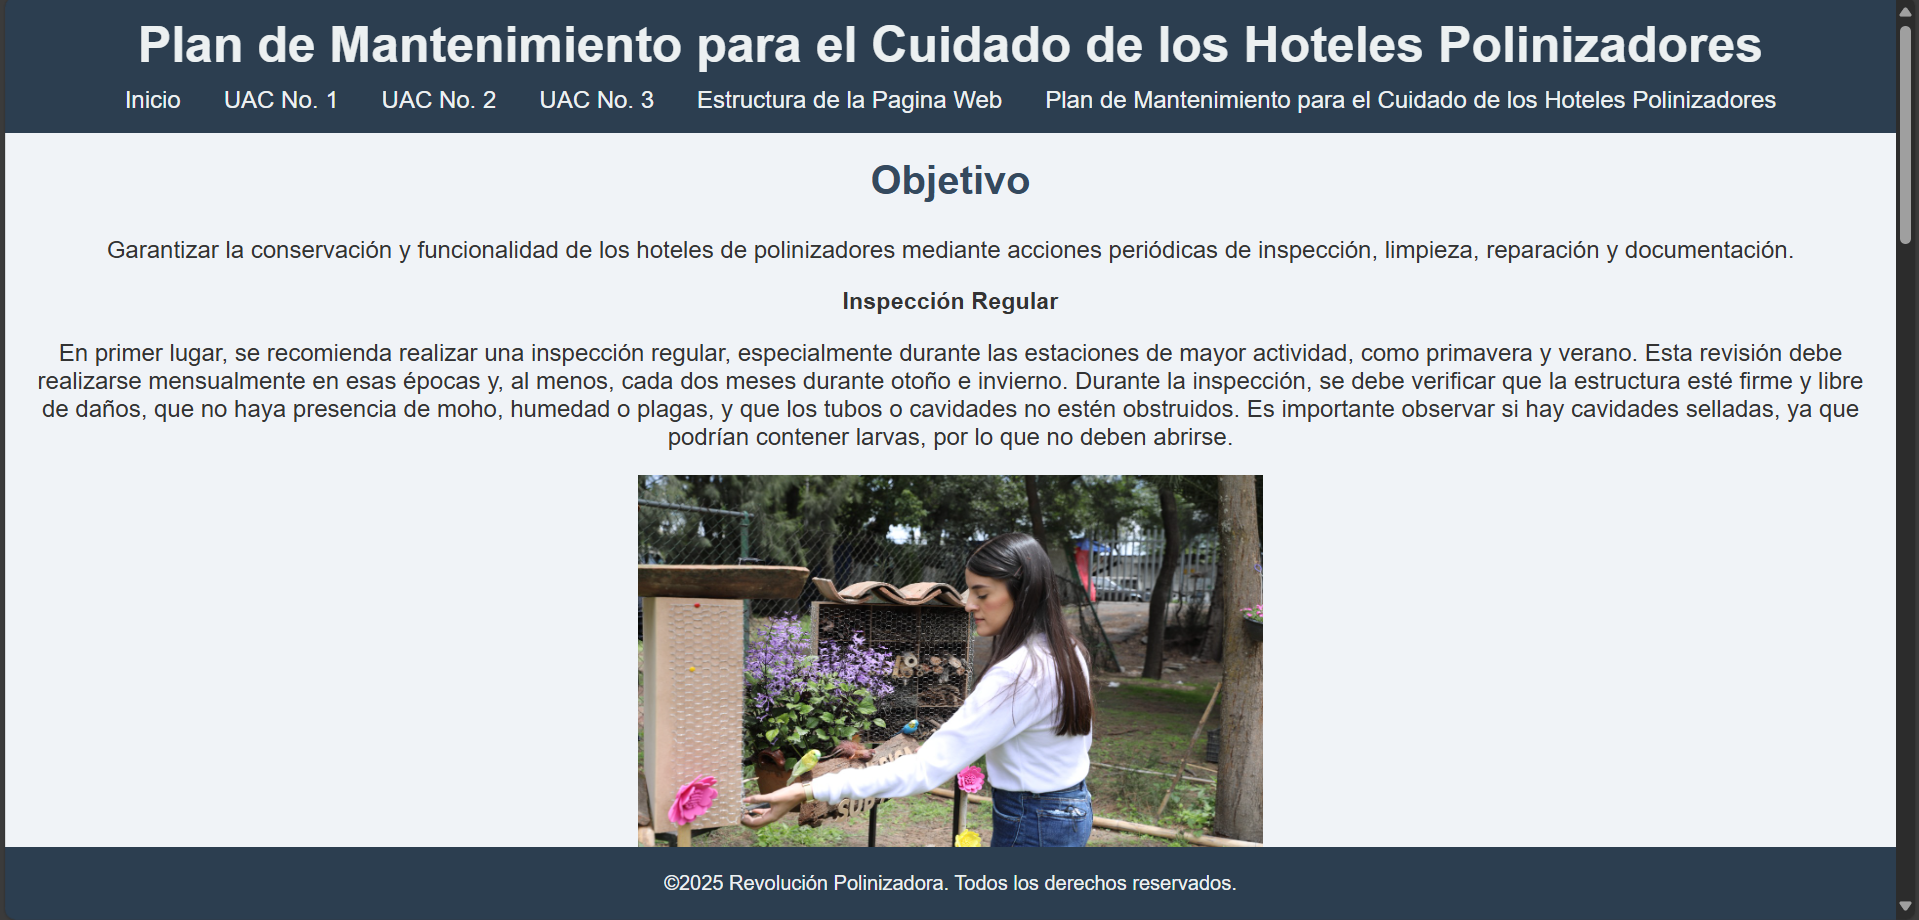 Plan de Mantenimiento para el Cuidado de los Hoteles Polinizadores
Inicio UAC No. 1 UAC No. 2 UAC No. 3 Estructura de la Pagina Web Plan de Mantenimiento para el Cuidado de los Hoteles Polinizadores
Objetivo
Garantizar la conservación y funcionalidad de los hoteles de polinizadores mediante acciones periódicas de inspección, limpieza, reparación y documentación.
Inspección Regular
En primer lugar, se recomienda realizar una inspección regular, especialmente durante las estaciones de mayor actividad, como primavera y verano. Esta revisión debe
realizarse mensualmente en esas épocas y, al menos, cada dos meses durante otoño e invierno. Durante la inspección, se debe verificar que la estructura esté firme y libre
de daños, que no haya presencia de moho, humedad o plagas, y que los tubos o cavidades no estén obstruidos. Es importante observar si hay cavidades selladas, ya que
podrían contener larvas, por lo que no deben abrirse.
©2025 Revolución Polinizadora. Todos los derechos reservados.